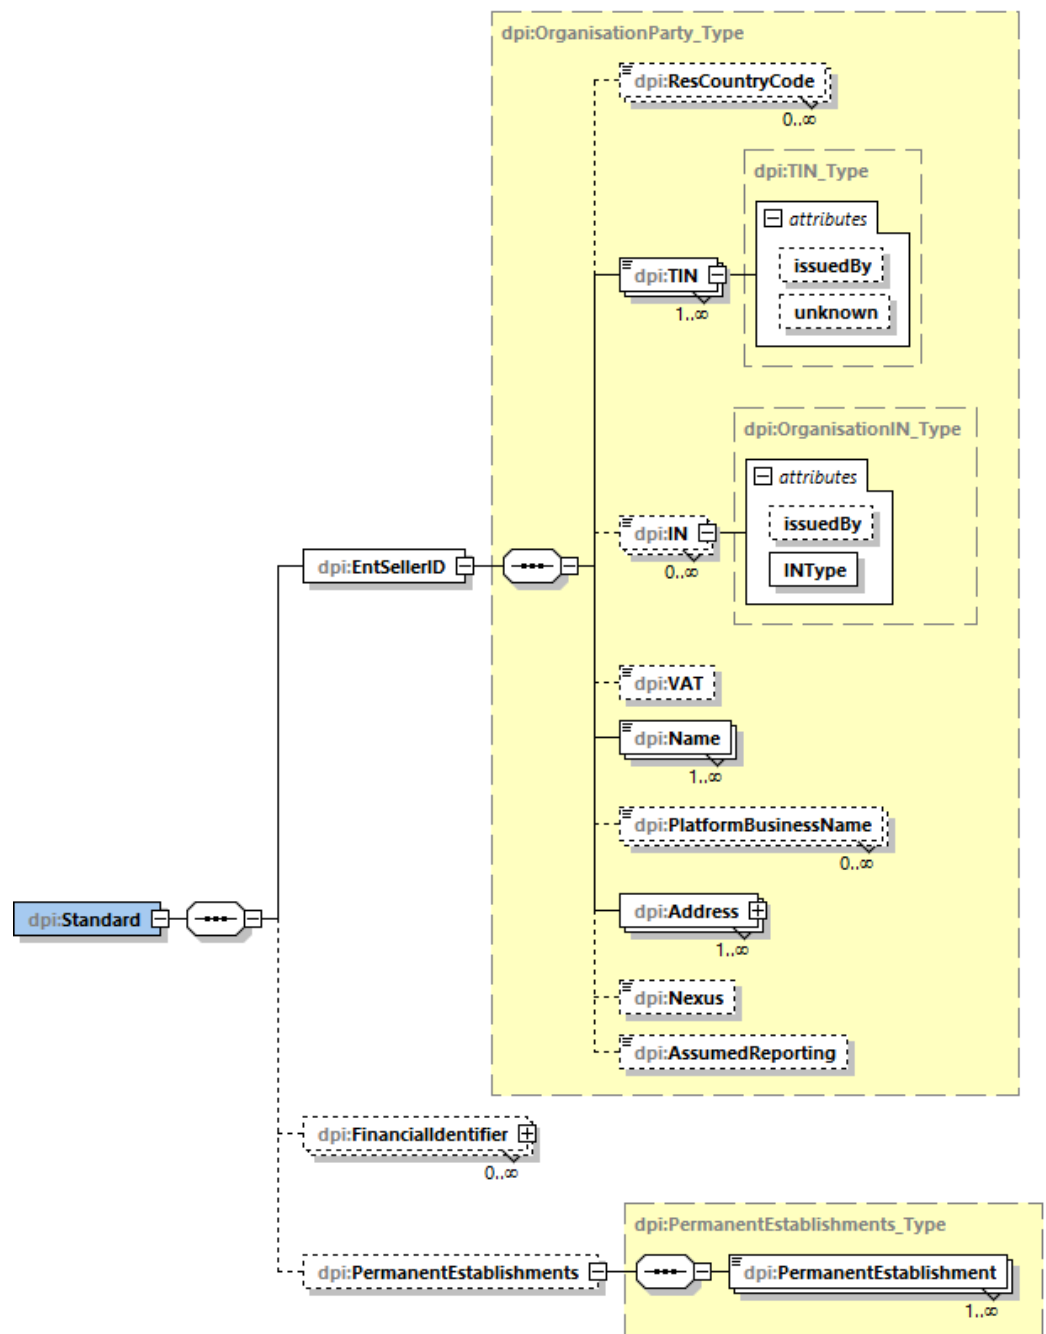 dpi:OrganisationParty_Type
dpi:ResCountryCode
0..∞
dpi:TIN_Type
attributes
issuedBy
unknown
dpi:TIN
1..∞
dpi:OrganisationIN_Type
attributes
issuedBy
INType
dpi:IN
0..∞
dpi:EntSellerID
dpi:VAT
dpi:Name
1..∞
dpi:PlatformBusinessName
0..∞
dpi:Standard
dpi:Address
1..∞
dpi:Nexus
dpi:AssumedReporting
dpi:FinancialIdentifier
0..∞
dpi:PermanentEstablishments_Type
dpi:PermanentEstablishments
dpi:PermanentEstablishment
1..∞